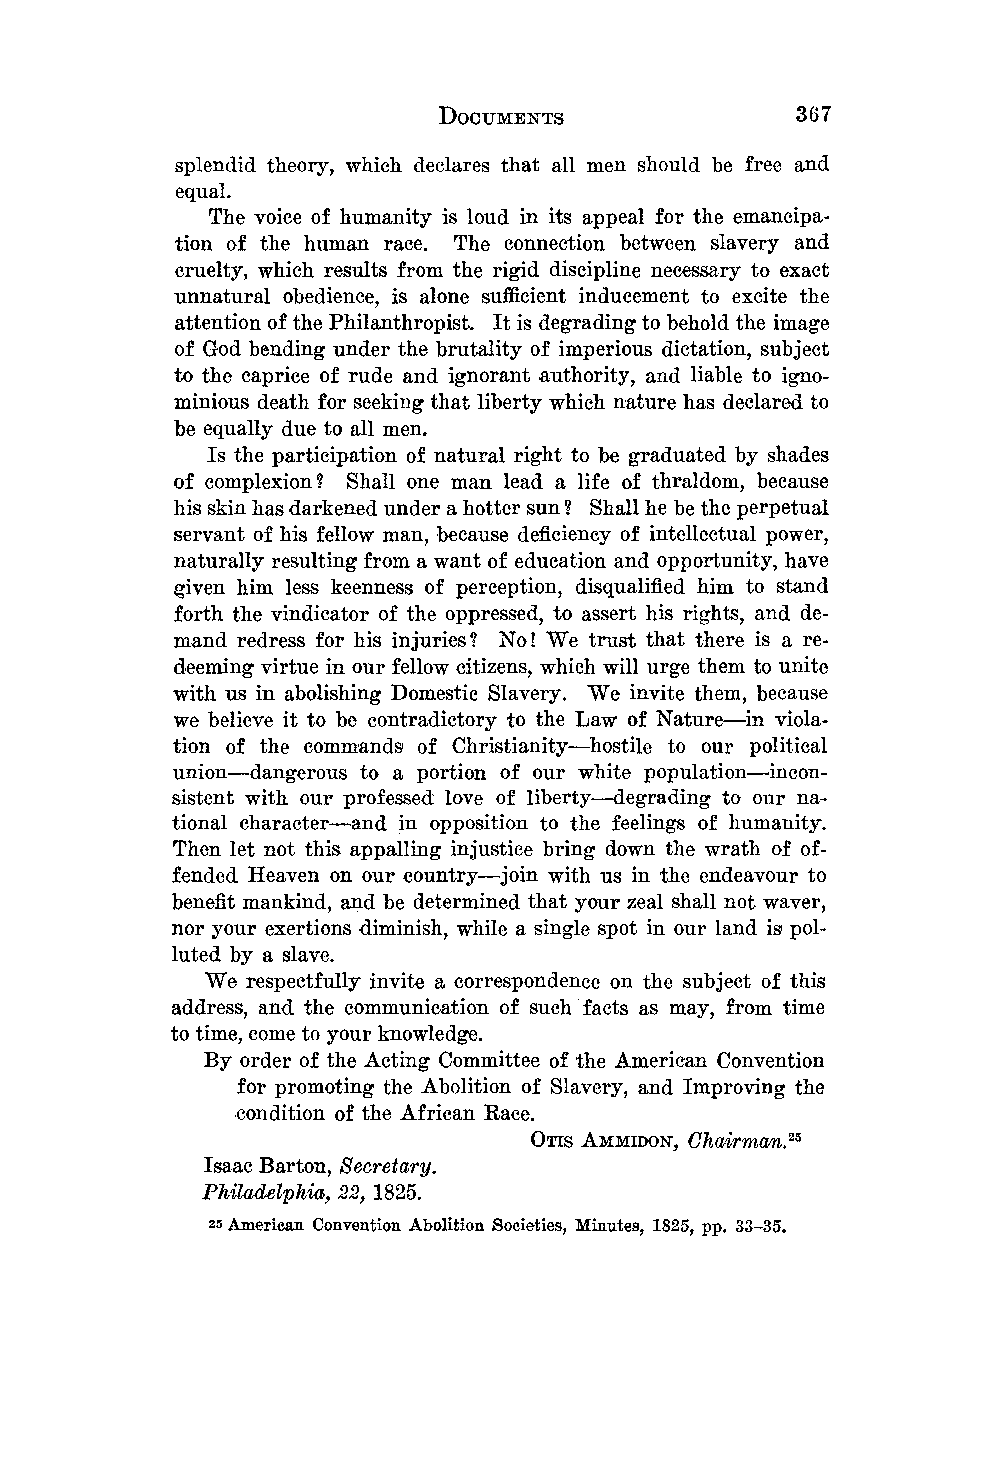 DOCUMENTS 367
splendid theory, which declares that all men should be free and
equal.
The voice of humanity is loud in its appeal for the emancipa-
tion of the human race. The connection between slavery and
cruelty, which results from the rigid discipline necessary to exact
unnatural obedience, is alone sufficient inducement to excite the
attention of the Philanthropist. It is degrading to behold the image
of God bending under the brutality of imperious dictation, subject
to the caprice of rude and ignorant authority, and liable to igno-
minious death for seeking that liberty which nature has declared to
be equally due to all men.
Is the participation of natural right to be graduated by shades
of complexion? Shall one man lead a life of thraldom, because
his skin has darkened under a hotter sun? Shall he be the perpetual
servant of his fellow man, because deficiency of intellectual power,
naturally resulting from a want of education and opportunity, have
given him less keenness of perception, disqualified him to stand
forth the vindicator of the oppressed, to assert his rights, and de-
mand redress for his injuries? No! We trust that there is a re-
deeming virtue in our fellow citizens, which will urge them to unite
with us in abolishing Domestic Slavery. We invite them, because
we believe it to be contradictory to the Law of Nature—in viola-
tion of the commands of Christianity—hostile to our political
union—dangerous to a portion of our white population—incon-
sistent with our professed love of liberty—degrading to our na-
tional character—and in opposition to the feelings of humanity.
Then let not this appalling injustice bring down the wrath of of-
fended Heaven on our country—join with us in the endeavour to
benefit mankind, and be determined that your zeal shall not waver,
nor your exertions diminish, while a single spot in our land is pol-
luted by a slave.
We respectfully invite a correspondence on the subject of this
address, and the communication of such facts as may, from time
to time, come to your knowledge.
By order of the Acting Committee of the American Convention
for promoting the Abolition of Slavery, and Improving the
condition of the African Race.
OTIS AMMIDON, Chairman.25
Isaac Barton, Secretary.
Philadelphia, 22, 1825.
25 American Convention Abolition Societies, Minutes, 1825, pp. 33-35.